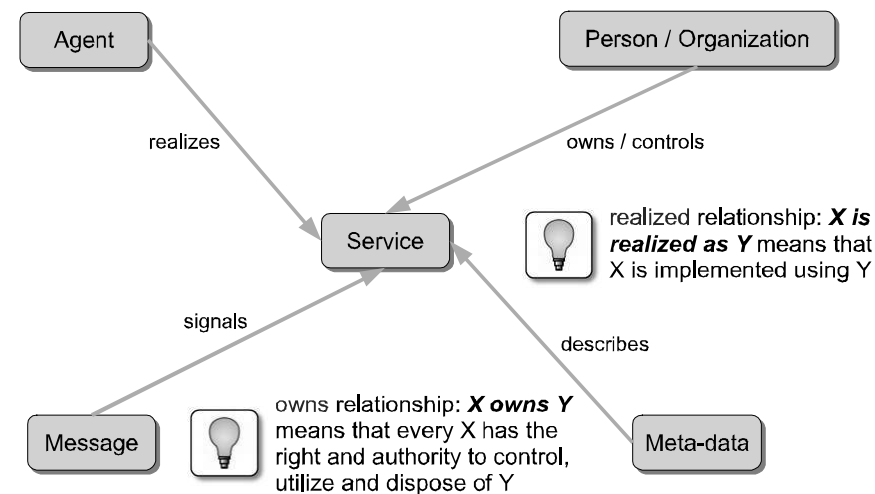 Agent
Person / Organization
realizes
owns / controls
Service
realized relationship: X is
realized as Y means that
X is implemented using Y
signals
describes
owns relationship: X owns Y
means that every X has the
right and authority to control,
utilize and dispose of Y
Message
Meta-data